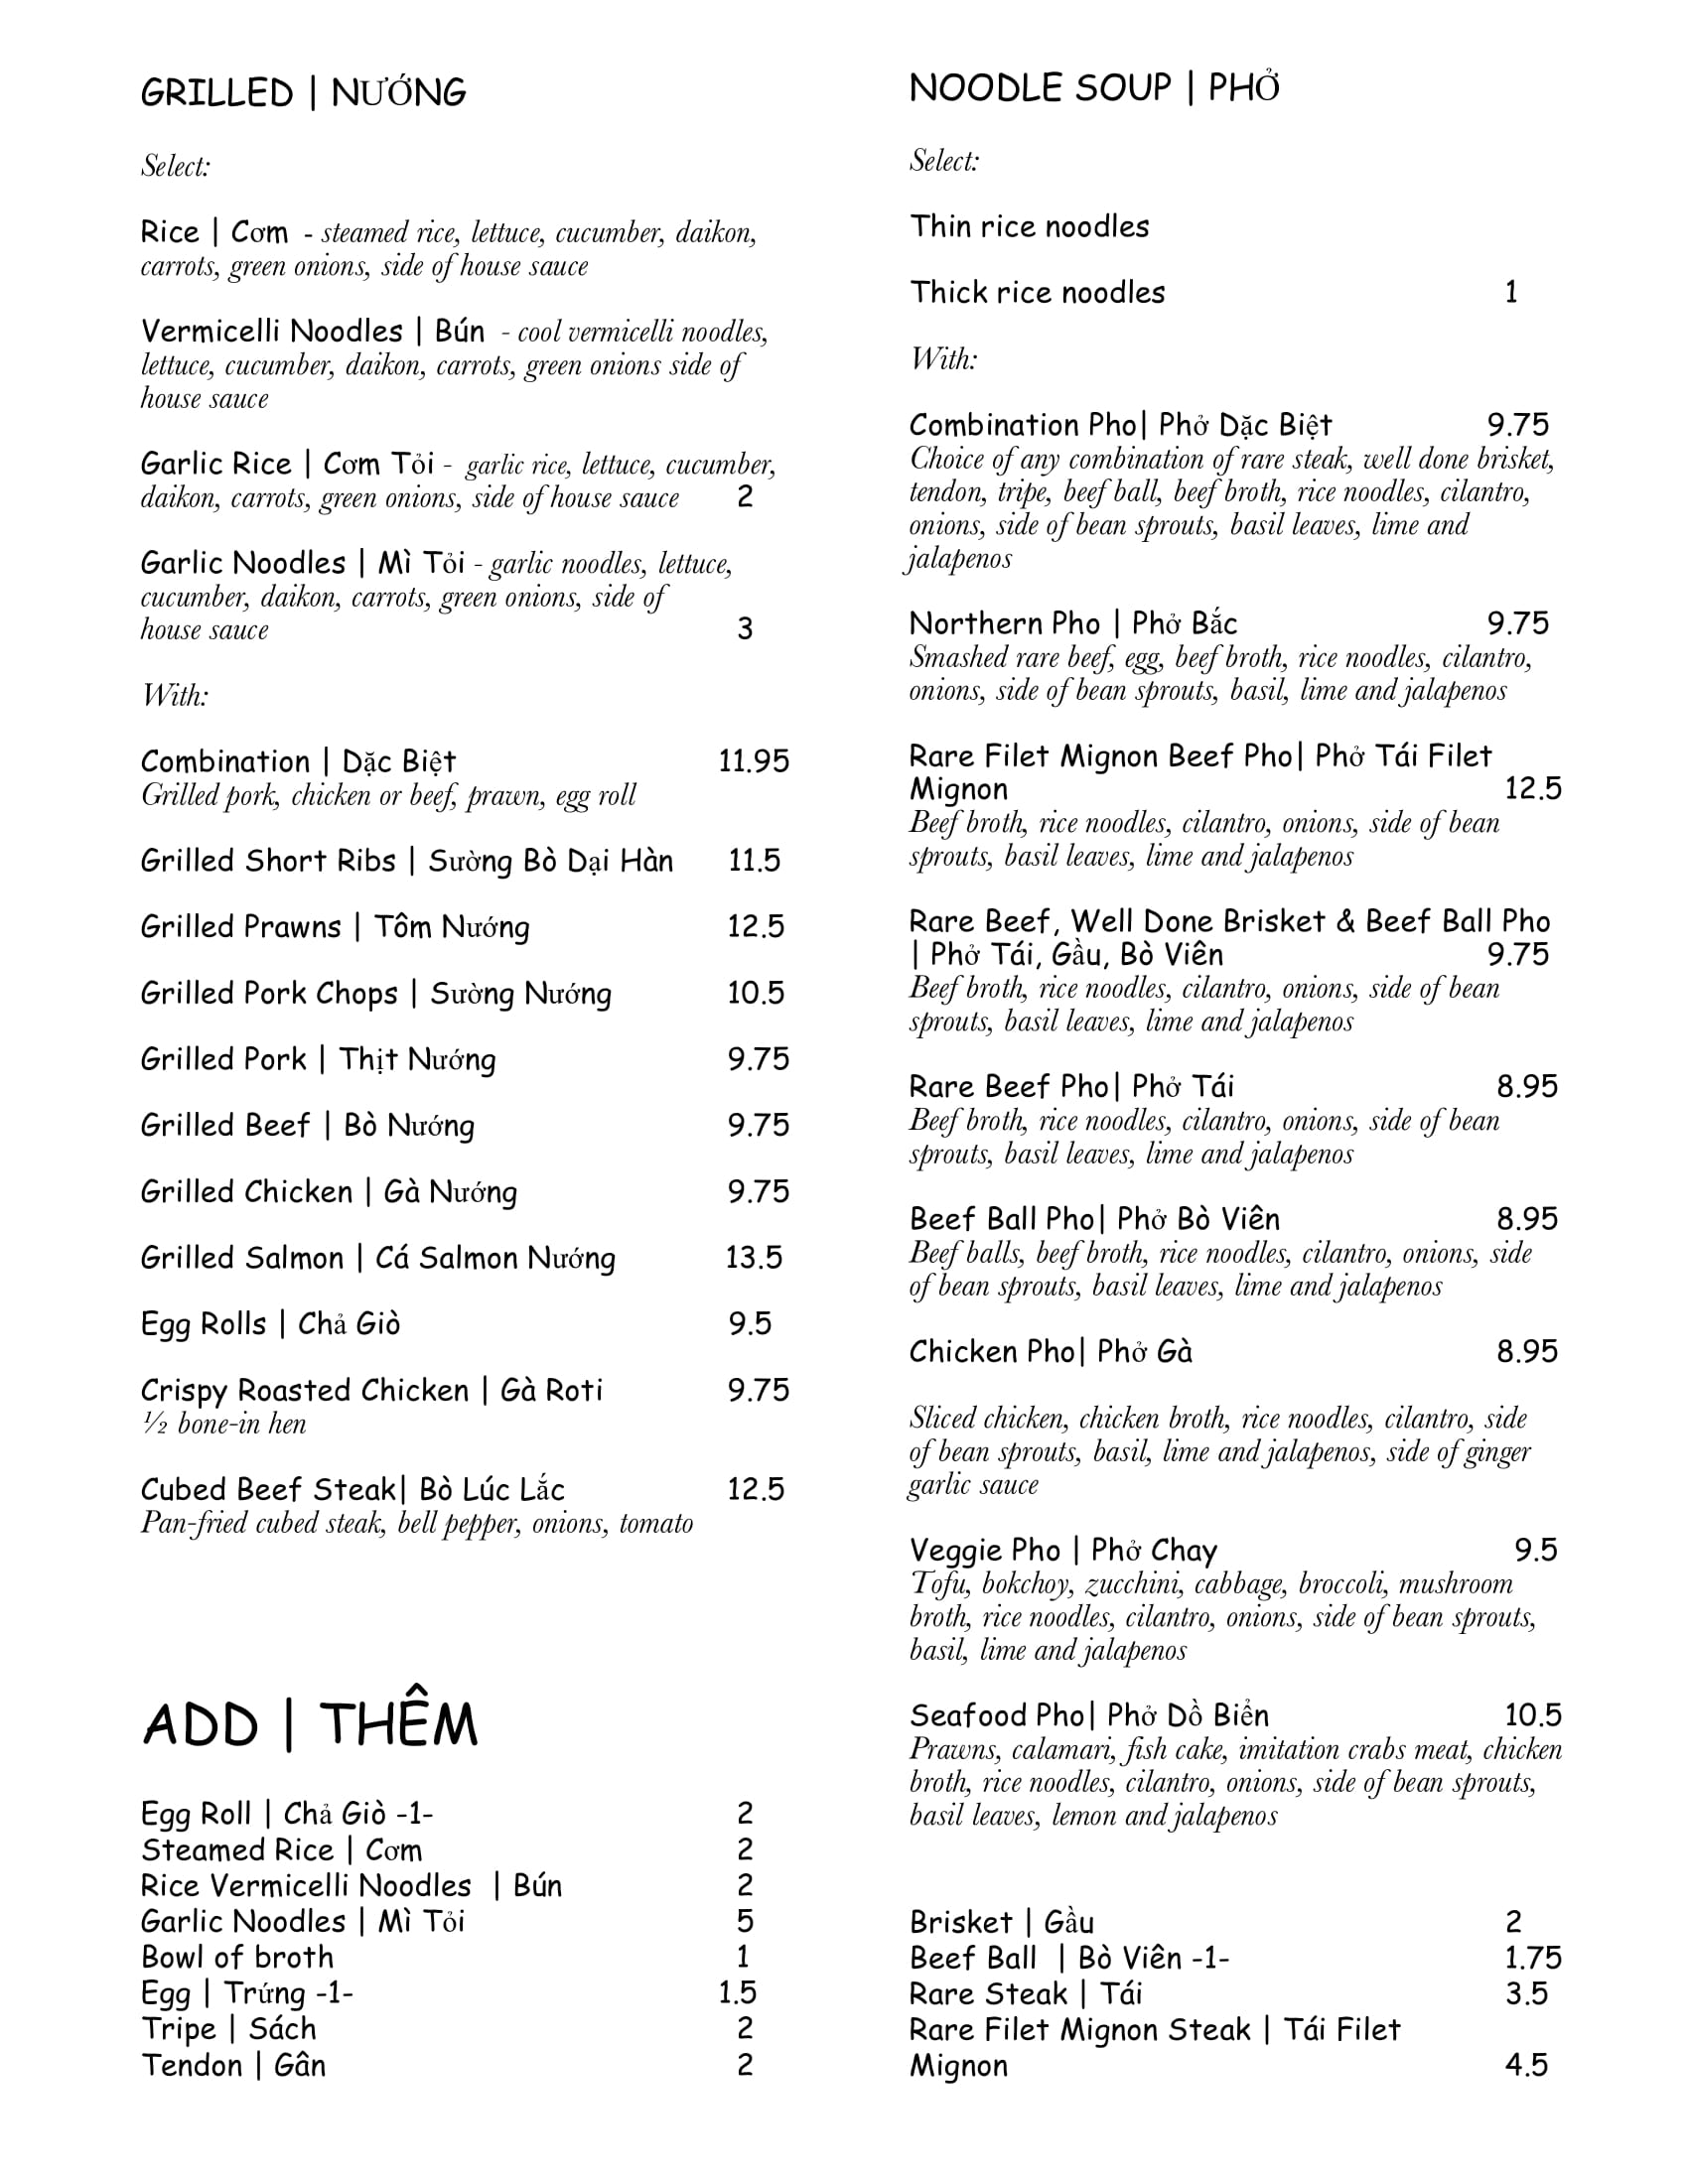 GRILLED | NƯỚNG
Select:
Rice | Cơm - steamed rice, lettuce, cucumber, daikon,
carrots, green onions, side of house sauce
Vermicelli Noodles | Bún - cool vermicelli noodles,
lettuce, cucumber, daikon, carrots, green onions side of
house sauce
Garlic Rice | Cơm Tỏi - garlic rice, lettuce, cucumber,
daikon, carrots, green onions, side of house sauce 2
Garlic Noodles | Mì Tỏi - garlic noodles, lettuce,
cucumber, daikon, carrots, green onions, side of
house sauce 3
With:
Combination | Dặc Biệt 11.95
Grilled pork, chicken or beef, prawn, egg roll
Grilled Short Ribs | Sường Bò Dại Hàn 11.5
Grilled Prawns | Tôm Nướng 12.5
Grilled Pork Chops | Sường Nướng 10.5
Grilled Pork | Thịt Nướng 9.75
Grilled Beef | Bò Nướng 9.75
Grilled Chicken | Gà Nướng 9.75
Grilled Salmon | Cá Salmon Nướng 13.5
Egg Rolls | Chả Giò 9.5
Crispy Roasted Chicken | Gà Roti 9.75
½ bone-in hen
Cubed Beef Steak| Bò Lúc Lắc 12.5
Pan-fried cubed steak, bell pepper, onions, tomato
ADD | THÊM
Egg Roll | Chả Giò -1- 2
Steamed Rice | Cơm 2
Rice Vermicelli Noodles | Bún 2
Garlic Noodles | Mì Tỏi 5
Bowl of broth 1
Egg | Trứng -1- 1.5
Tripe | Sách 2
Tendon | Gân 2
NOODLE SOUP | PHỞ
Select:
Thin rice noodles
Thick rice noodles 1
With:
Combination Pho| Phở Dặc Biệt 9.75
Choice of any combination of rare steak, well done brisket,
tendon, tripe, beef ball, beef broth, rice noodles, cilantro,
onions, side of bean sprouts, basil leaves, lime and
jalapenos
Northern Pho | Phở Bắc 9.75
Smashed rare beef, egg, beef broth, rice noodles, cilantro,
onions, side of bean sprouts, basil, lime and jalapenos
Rare Filet Mignon Beef Pho| Phở Tái Filet
Mignon 12.5
Beef broth, rice noodles, cilantro, onions, side of bean
sprouts, basil leaves, lime and jalapenos
Rare Beef, Well Done Brisket & Beef Ball Pho
| Phở Tái, Gầu, Bò Viên 9.75
Beef broth, rice noodles, cilantro, onions, side of bean
sprouts, basil leaves, lime and jalapenos
Rare Beef Pho| Phở Tái 8.95
Beef broth, rice noodles, cilantro, onions, side of bean
sprouts, basil leaves, lime and jalapenos
Beef Ball Pho| Phở Bò Viên 8.95
Beef balls, beef broth, rice noodles, cilantro, onions, side
of bean sprouts, basil leaves, lime and jalapenos
Chicken Pho| Phở Gà 8.95
Sliced chicken, chicken broth, rice noodles, cilantro, side
of bean sprouts, basil, lime and jalapenos, side of ginger
garlic sauce
Veggie Pho | Phở Chay 9.5
Tofu, bokchoy, zucchini, cabbage, broccoli, mushroom
broth, rice noodles, cilantro, onions, side of bean sprouts,
basil, lime and jalapenos
Seafood Pho| Phở Dồ Biển 10.5
Prawns, calamari, fish cake, imitation crabs meat, chicken
broth, rice noodles, cilantro, onions, side of bean sprouts,
basil leaves, lemon and jalapenos
Brisket | Gầu 2
Beef Ball | Bò Viên -1- 1.75
Rare Steak | Tái 3.5
Rare Filet Mignon Steak | Tái Filet
Mignon 4.5